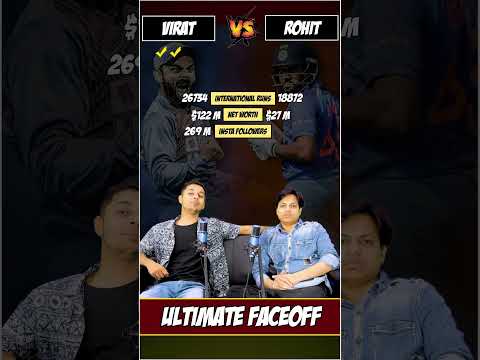 VIRAT VS ROHIT
26734 INTERNATIONAL RUNS 18872
$122 M NET WORTH $27 M
269 M INSTA FOLLOWERS
ULTIMATE FACEOFF